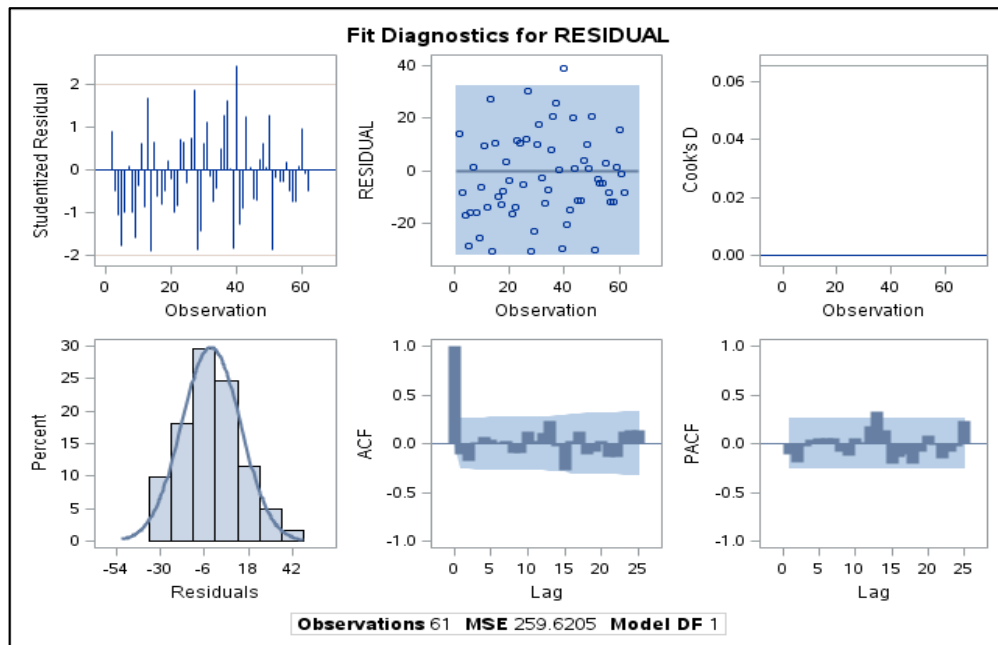 Fit Diagnostics for RESIDUAL
Studentized Residual
2
1
0
-1
-2
0 20 40 60
Observation
RESIDUAL
40
20
0
-20
0 20 40 60
Observation
Cook's D
0.06
0.04
0.02
0.00
0 20 40 60
Observation
Percent
30
25
20
15
10
5
0
-54 -30 -6 18 42
Residuals
ACF
1.0
0.5
0.0
-0.5
-1.0
0 5 10 15 20 25
Lag
PACF
1.0
0.5
0.0
-0.5
-1.0
0 5 10 15 20 25
Lag
Observations 61 MSE 259.6205 Model DF 1